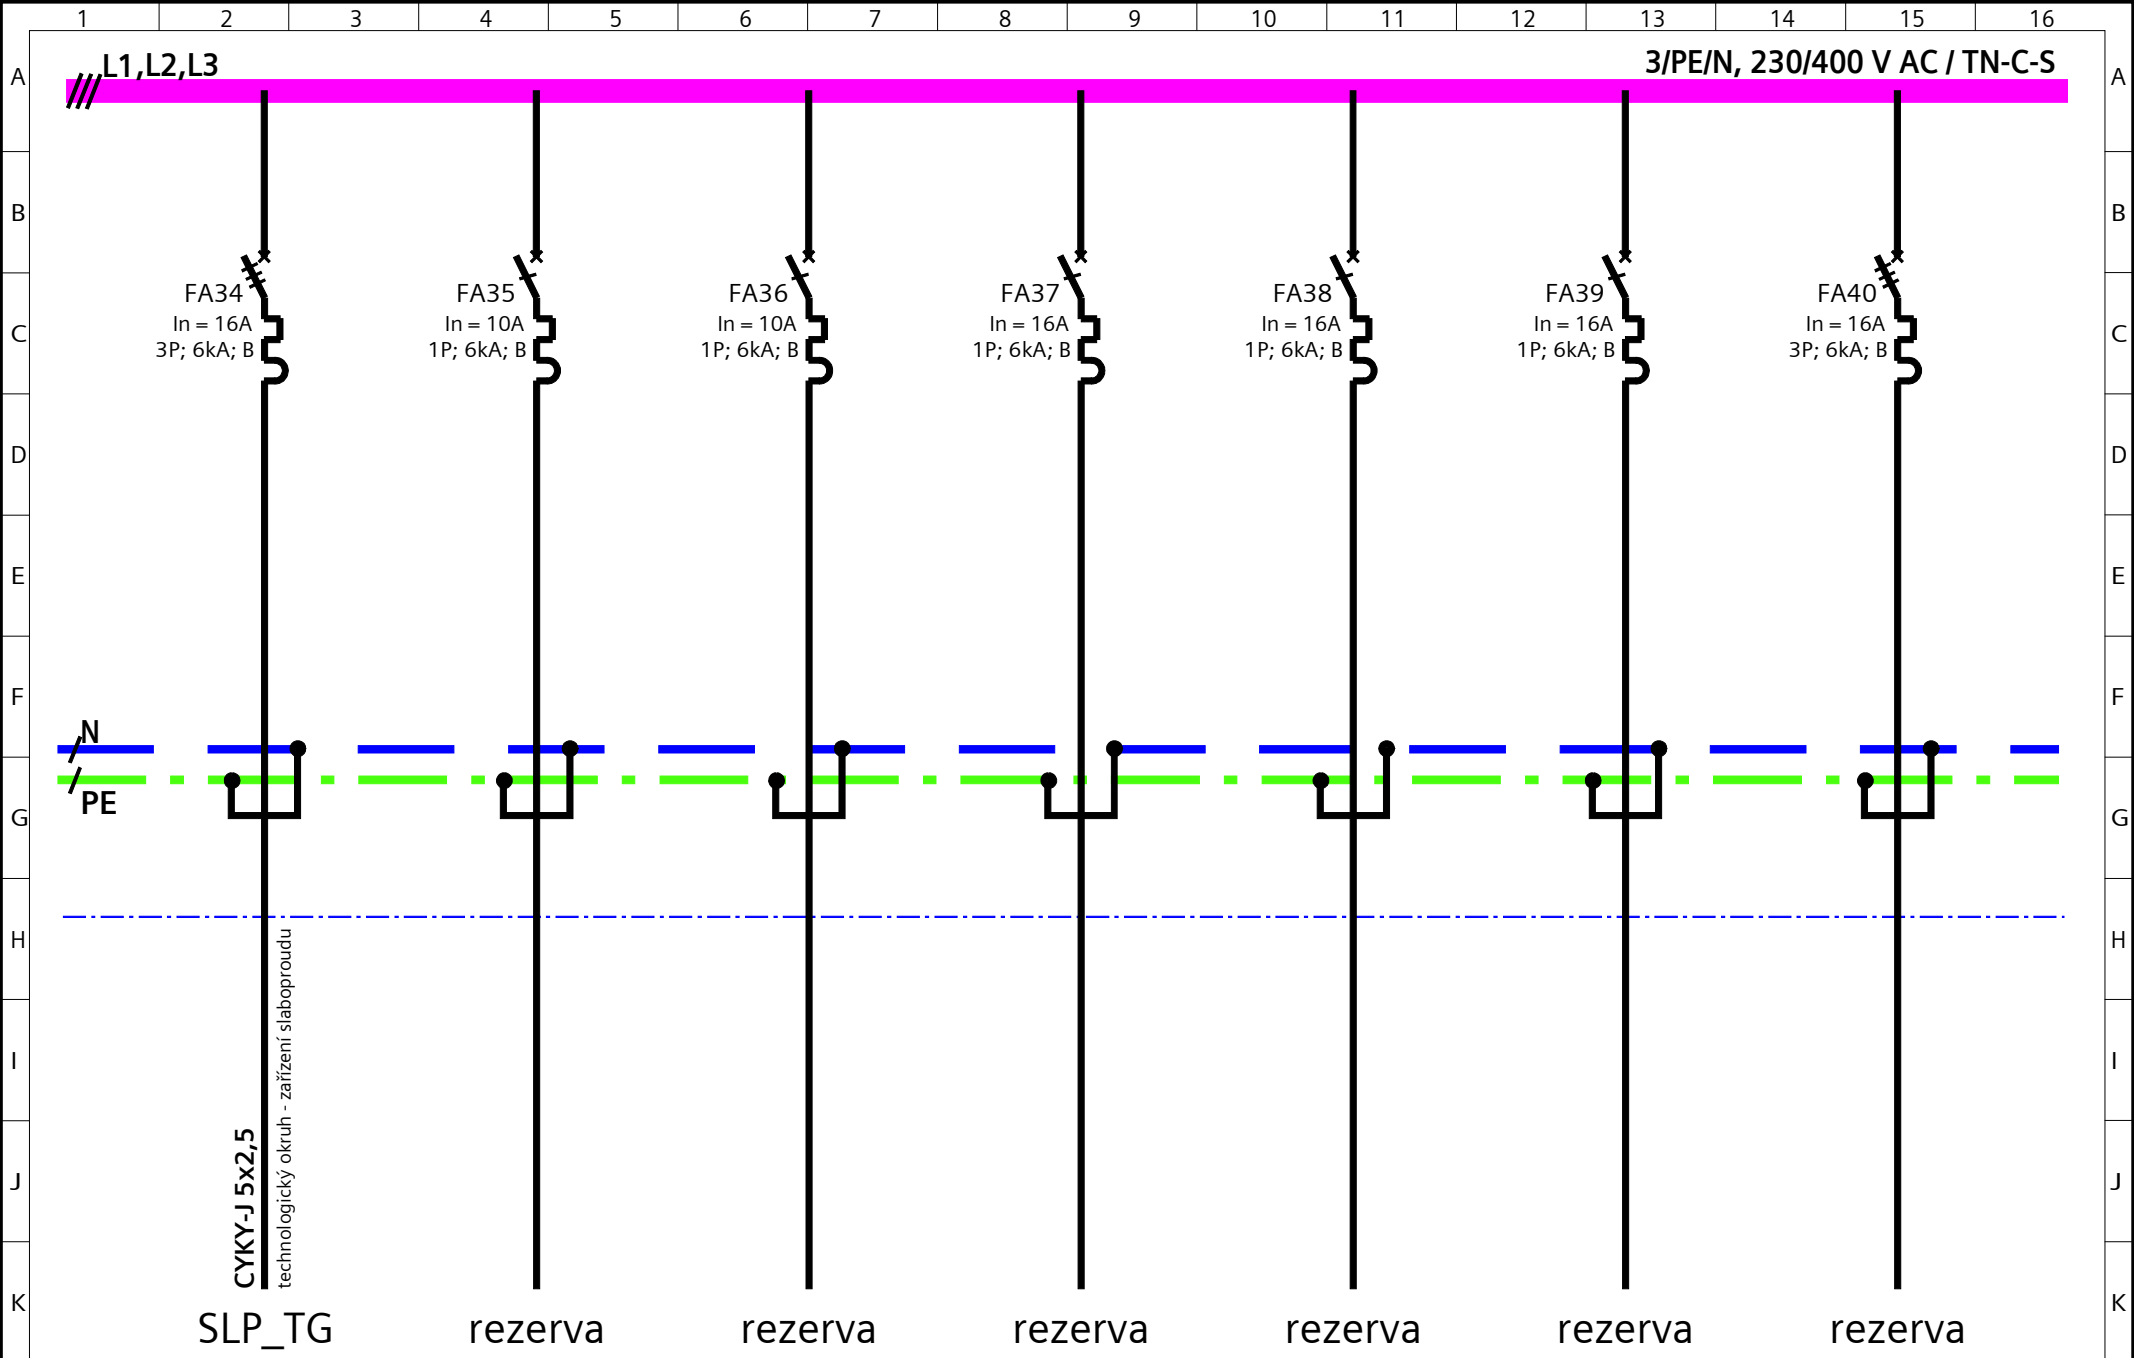 1 2 3 4 5 6 7 8 9 10 11 12 13 14 15 16
L1,L2,L3
3/PE/N, 230/400 V AC / TN-C-S
A A
B B
FA34 FA35 FA36 FA37 FA38 FA39 FA40
In = 16A In = 10A In = 10A In = 16A In = 16A In = 16A In = 16A
C C
3P; 6kA; B 1P; 6kA; B 1P; 6kA; B 1P; 6kA; B 1P; 6kA; B 1P; 6kA; B 3P; 6kA; B
D D
E E
F F
N
PE
G G
H H
I I
J J
CYKY-J 5x2,5
technologický okruh - zařízení slaboproudu
K K
SLP_TG rezerva rezerva rezerva rezerva rezerva rezerva